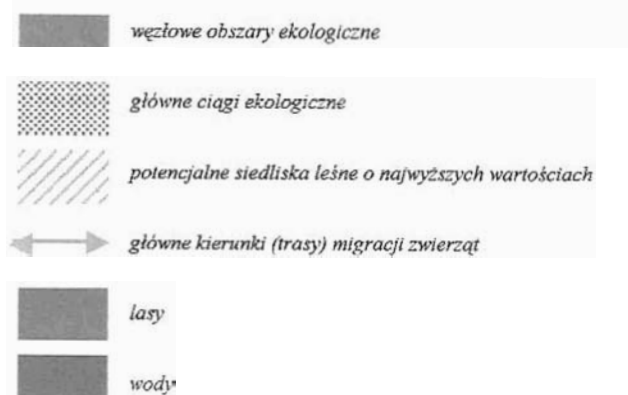 węzłowe obszary ekologiczne
główne ciągi ekologiczne
potencjalne siedliska leśne o najwyższych wartościach
główne kierunki (trasy) migracji zwierząt
lasy
wody